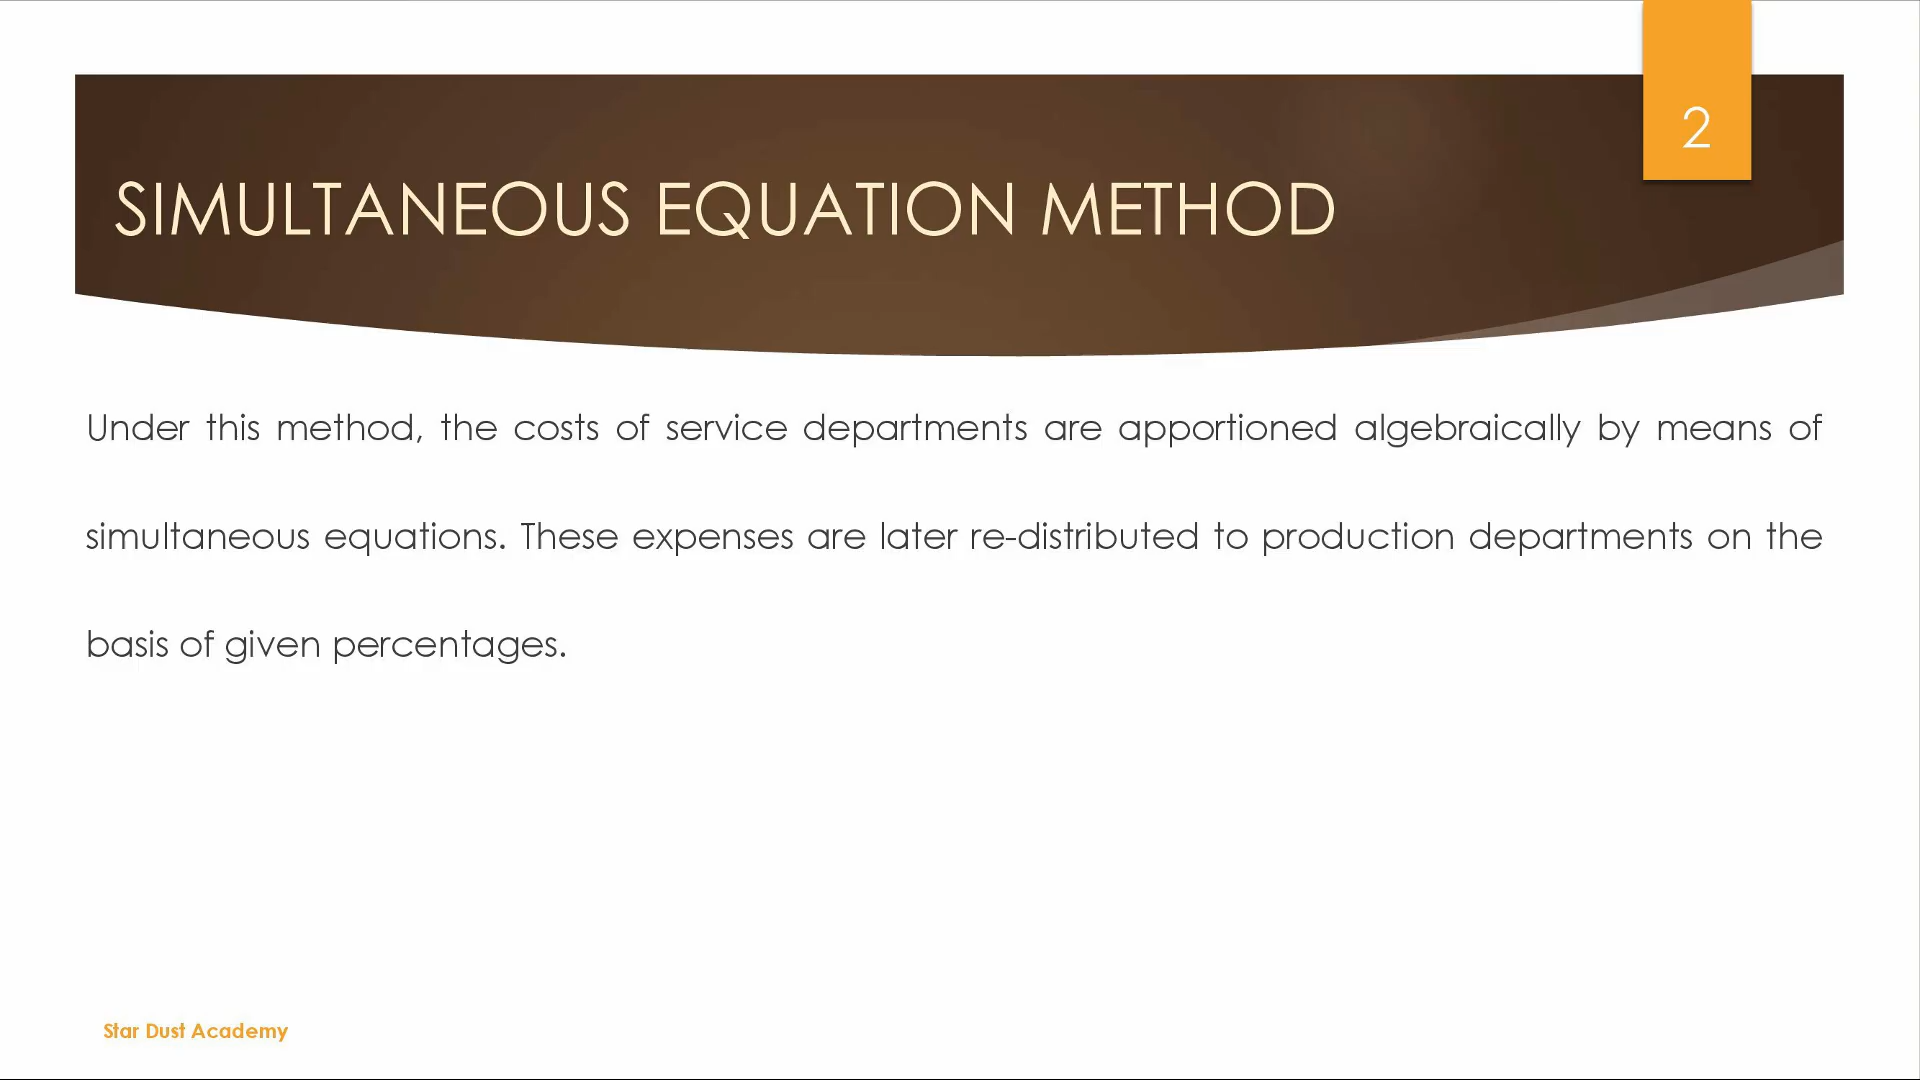 2
SIMULTANEOUS EQUATION METHOD
Under this method, the costs of service departments are apportioned algebraically by means of
simultaneous equations. These expenses are later re-distributed to production departments on the
basis of given percentages.
Star Dust Academy